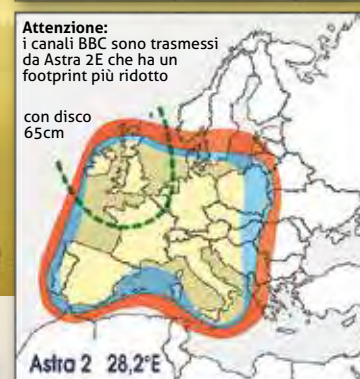 Attenzione:
i canali BBC sono trasmessi
da Astra 2E che ha un
footprint più ridotto
con disco
65cm
Astra 2 28,2°E